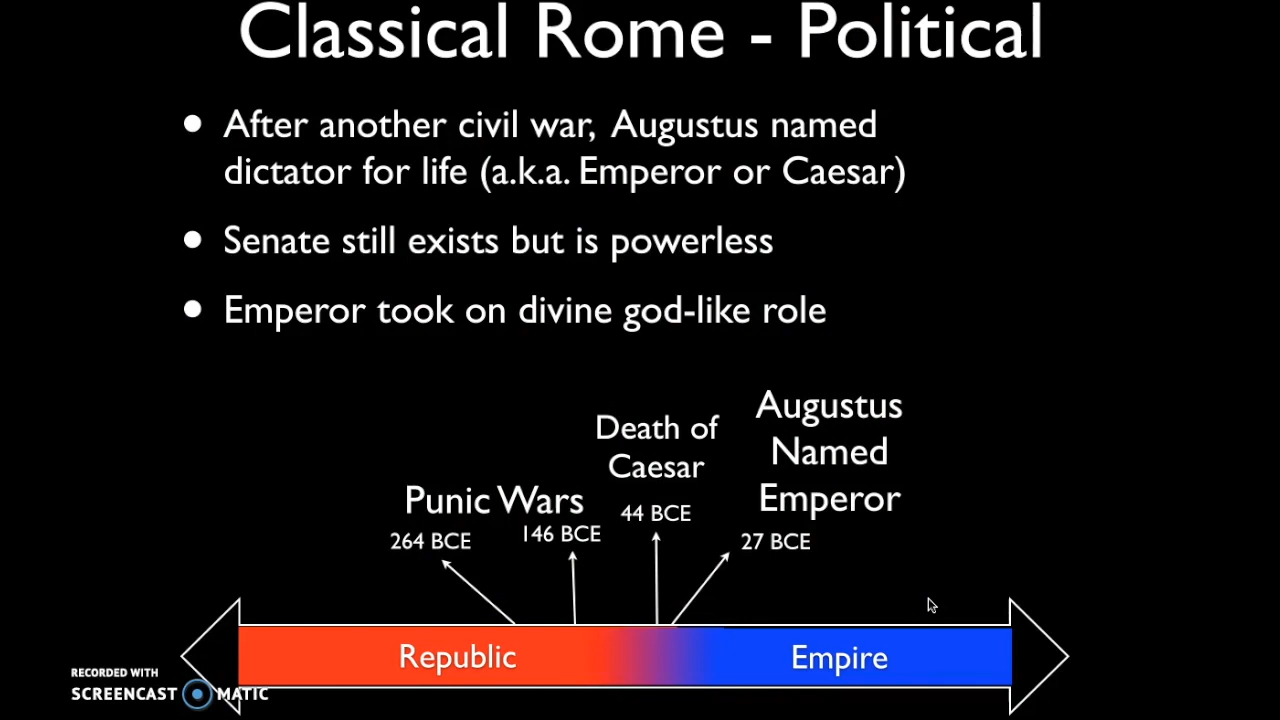 Classical Rome - Political
• After another civil war, Augustus named
dictator for life (a.k.a. Emperor or Caesar)
• Senate still exists but is powerless
• Emperor took on divine god-like role
Punic Wars
264 BCE
146 BCE
Death of
Caesar
44 BCE
Augustus
Named
Emperor
27 BCE
Republic
Empire
RECORDED WITH
SCREENCAST MATIC